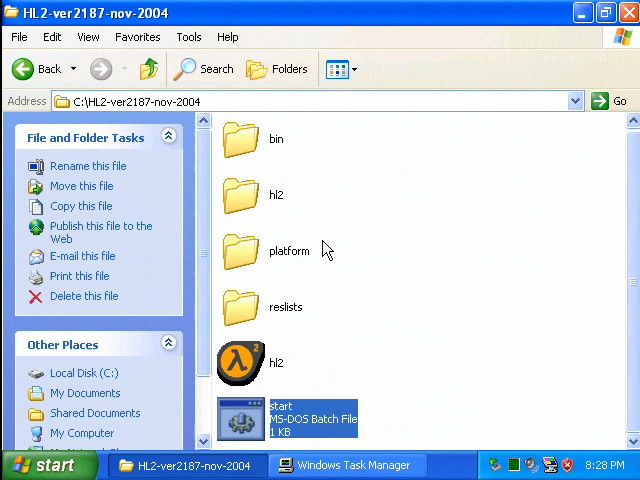 HL2-ver2187-nov-2004
File Edit View Favorites Tools Help
Back Search Folders
Address C:\HL2-ver2187-nov-2004 Go
File and Folder Tasks
Rename this file
Move this file
Copy this file
Publish this file to the
Web
E-mail this file
Print this file
Delete this file
Other Places
Local Disk (C:)
My Documents
Shared Documents
My Computer
bin
hl2
platform
reslists
2
hl2
start
MS-DOS Batch File
1 KB
start HL2-ver2187-nov-2004 Windows Task Manager 8:28 PM